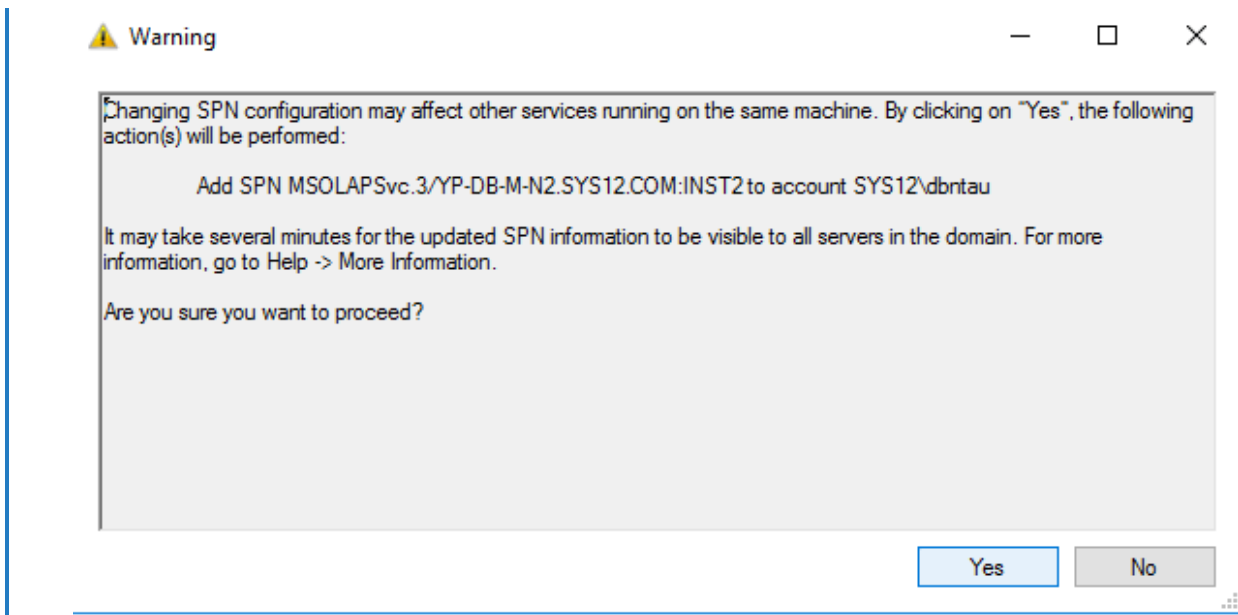 Warning
Changing SPN configuration may affect other services running on the same machine. By clicking on "Yes", the following
action(s) will be performed:
Add SPN MSOLAPSvc.3/YP-DB-M-N2.SYS12.COM:INST2 to account SYS12\dbntau
It may take several minutes for the updated SPN information to be visible to all servers in the domain. For more
information, go to Help -> More Information.
Are you sure you want to proceed?
Yes
No